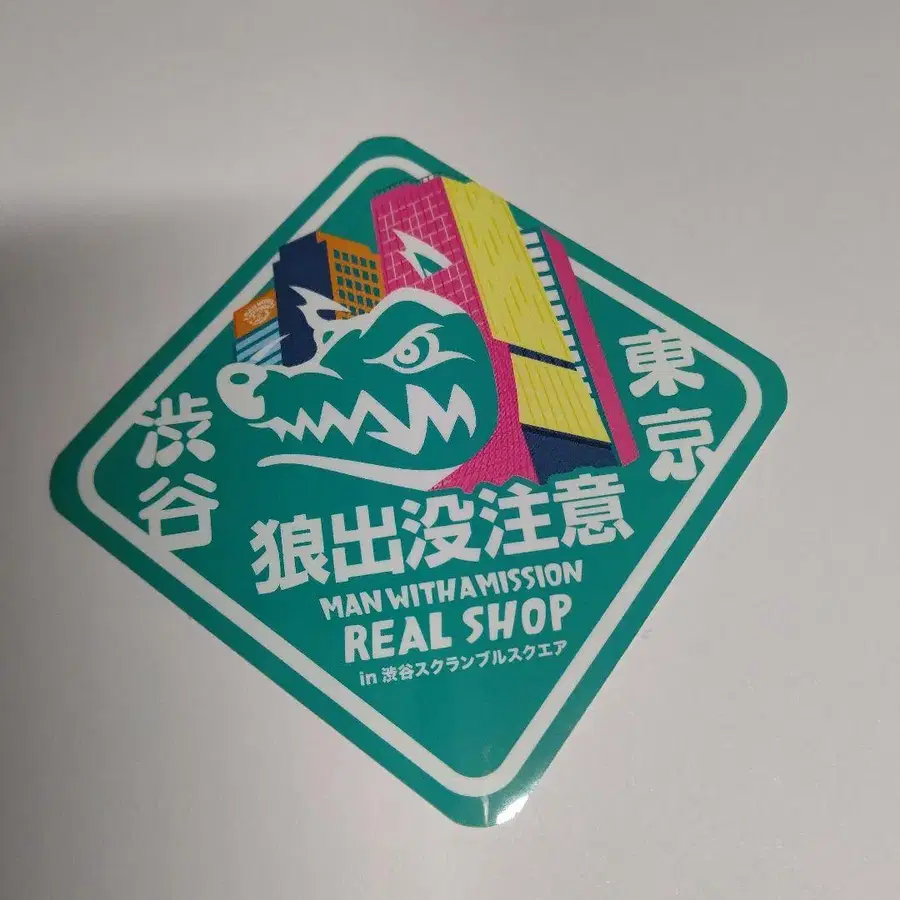 東京
渋谷
狼出没注意
MAN WITH A MISSION
REAL SHOP
in 渋谷スクランブルスクエア